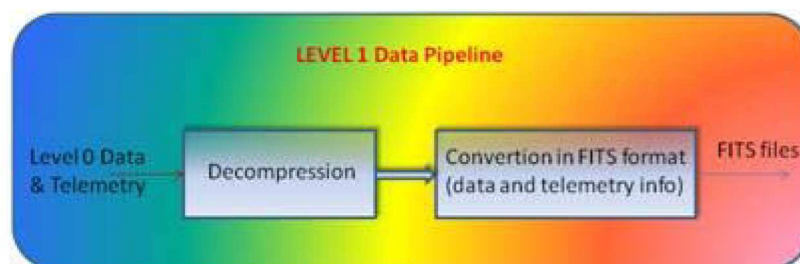 LEVEL 1 Data Pipeline
Level 0 Data
& Telemetry
Decompression
Convertion in FITS format
(data and telemetry info)
FITS files